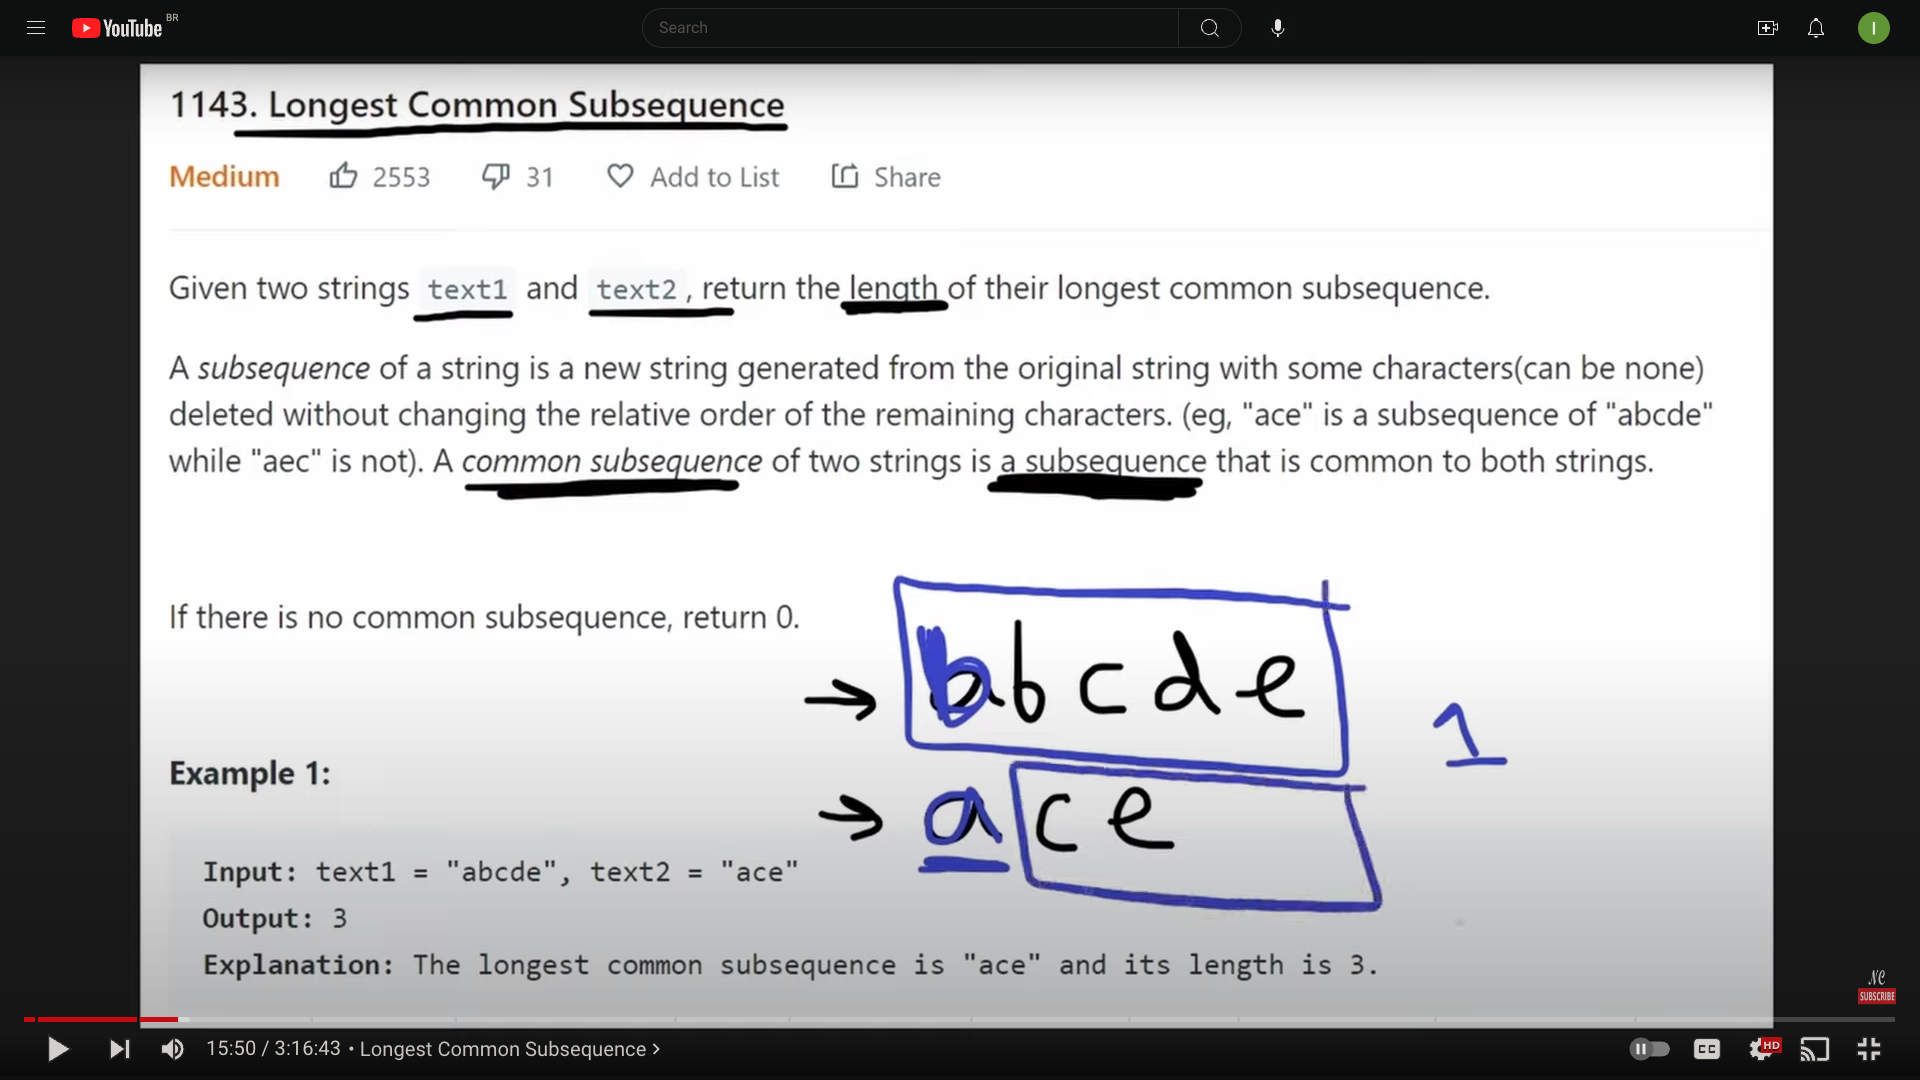 YouTube BR
Search
I
1143. Longest Common Subsequence
Medium 2553 31 Add to List Share
Given two strings text1 and text2, return the length of their longest common subsequence.
A subsequence of a string is a new string generated from the original string with some characters(can be none)
deleted without changing the relative order of the remaining characters. (eg, "ace" is a subsequence of "abcde"
while "aec" is not). A common subsequence of two strings is a subsequence that is common to both strings.
If there is no common subsequence, return 0.
b b c d e
1
a c e
Example 1:
Input: text1 = "abcde", text2 = "ace"
Output: 3
Explanation: The longest common subsequence is "ace" and its length is 3.
NC
SUBSCRIBE
15:50 / 3:16:43 • Longest Common Subsequence >
CC HD